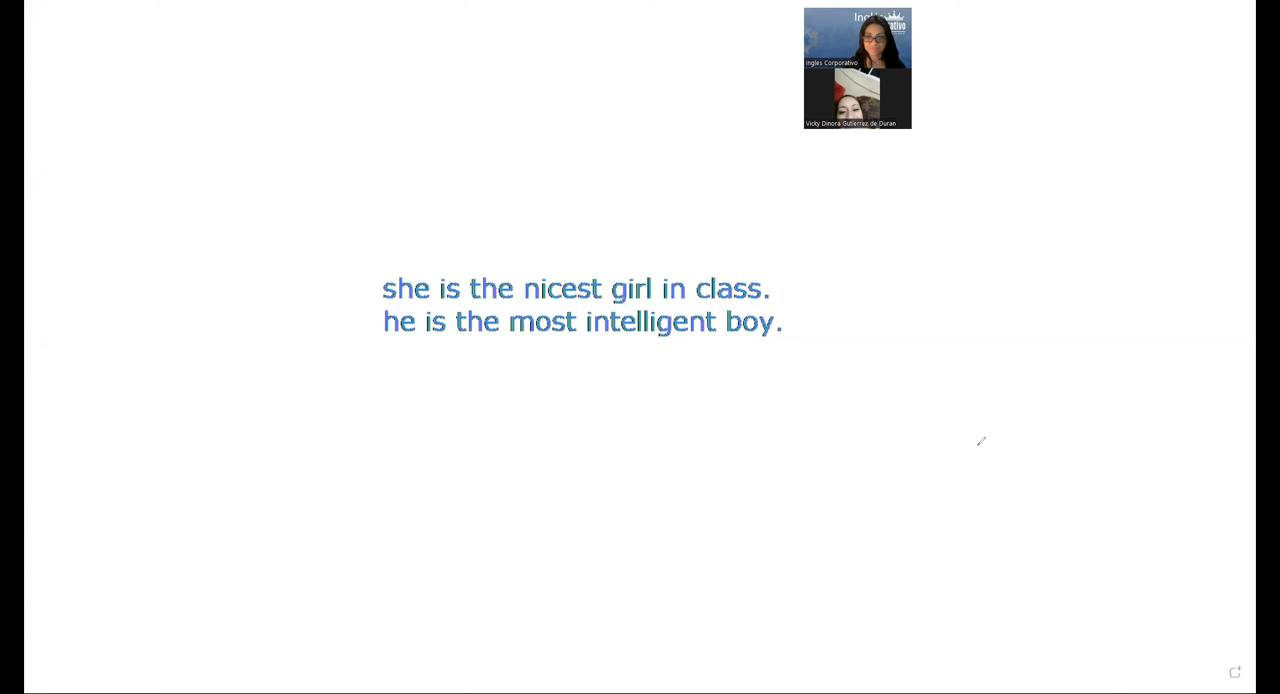 Ingles Corporativo
Vicky Dinora Gutierrez de Duran
she is the nicest girl in class.
he is the most intelligent boy.